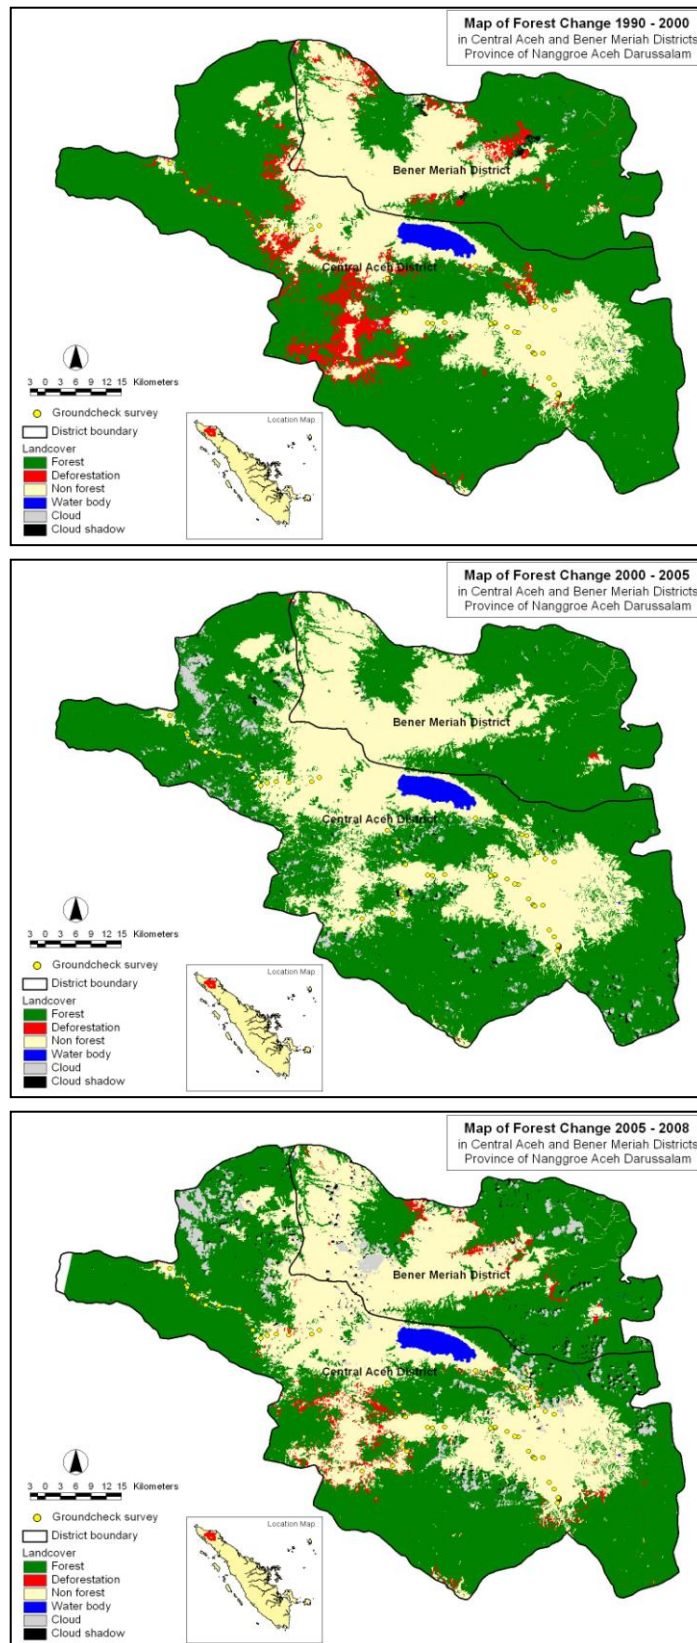 Map of Forest Change 1990 - 2000
in Central Aceh and Bener Meriah Districts
Province of Nanggroe Aceh Darussalam
Bener Meriah District
Central Aceh District
3 0 3 6 9 12 15 Kilometers
Groundcheck survey
District boundary
Landcover
Forest
Deforestation
Non forest
Water body
Cloud
Cloud shadow
Location Map
Map of Forest Change 2000 - 2005
in Central Aceh and Bener Meriah Districts
Province of Nanggroe Aceh Darussalam
Bener Meriah District
Central Aceh District
3 0 3 6 9 12 15 Kilometers
Groundcheck survey
District boundary
Landcover
Forest
Deforestation
Non forest
Water body
Cloud
Cloud shadow
Location Map
Map of Forest Change 2005 - 2008
in Central Aceh and Bener Meriah Districts
Province of Nanggroe Aceh Darussalam
Bener Meriah District
Central Aceh District
3 0 3 6 9 12 15 Kilometers
Groundcheck survey
District boundary
Landcover
Forest
Deforestation
Non forest
Water body
Cloud
Cloud shadow
Location Map